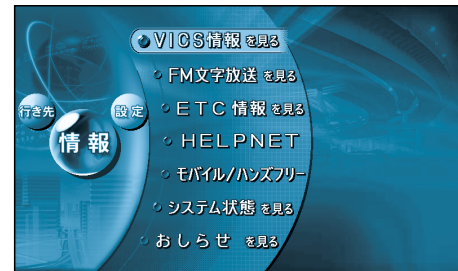 VICS情報 を見る
FM文字放送 を見る
行き先
設定
ETC情報 を見る
情報
HELPNET
モバイル/ハンズフリー
システム状態 を見る
おしらせ を見る